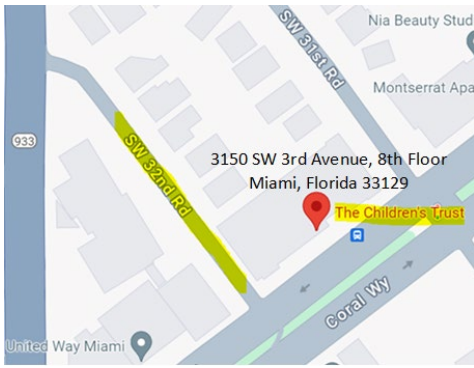 Nia Beauty Stud
SW 31st Rd
Montserrat Apa
933
SW 32nd Rd
3150 SW 3rd Avenue, 8th Floor
Miami, Florida 33129
The Children's Trust
Coral Wy
United Way Miami